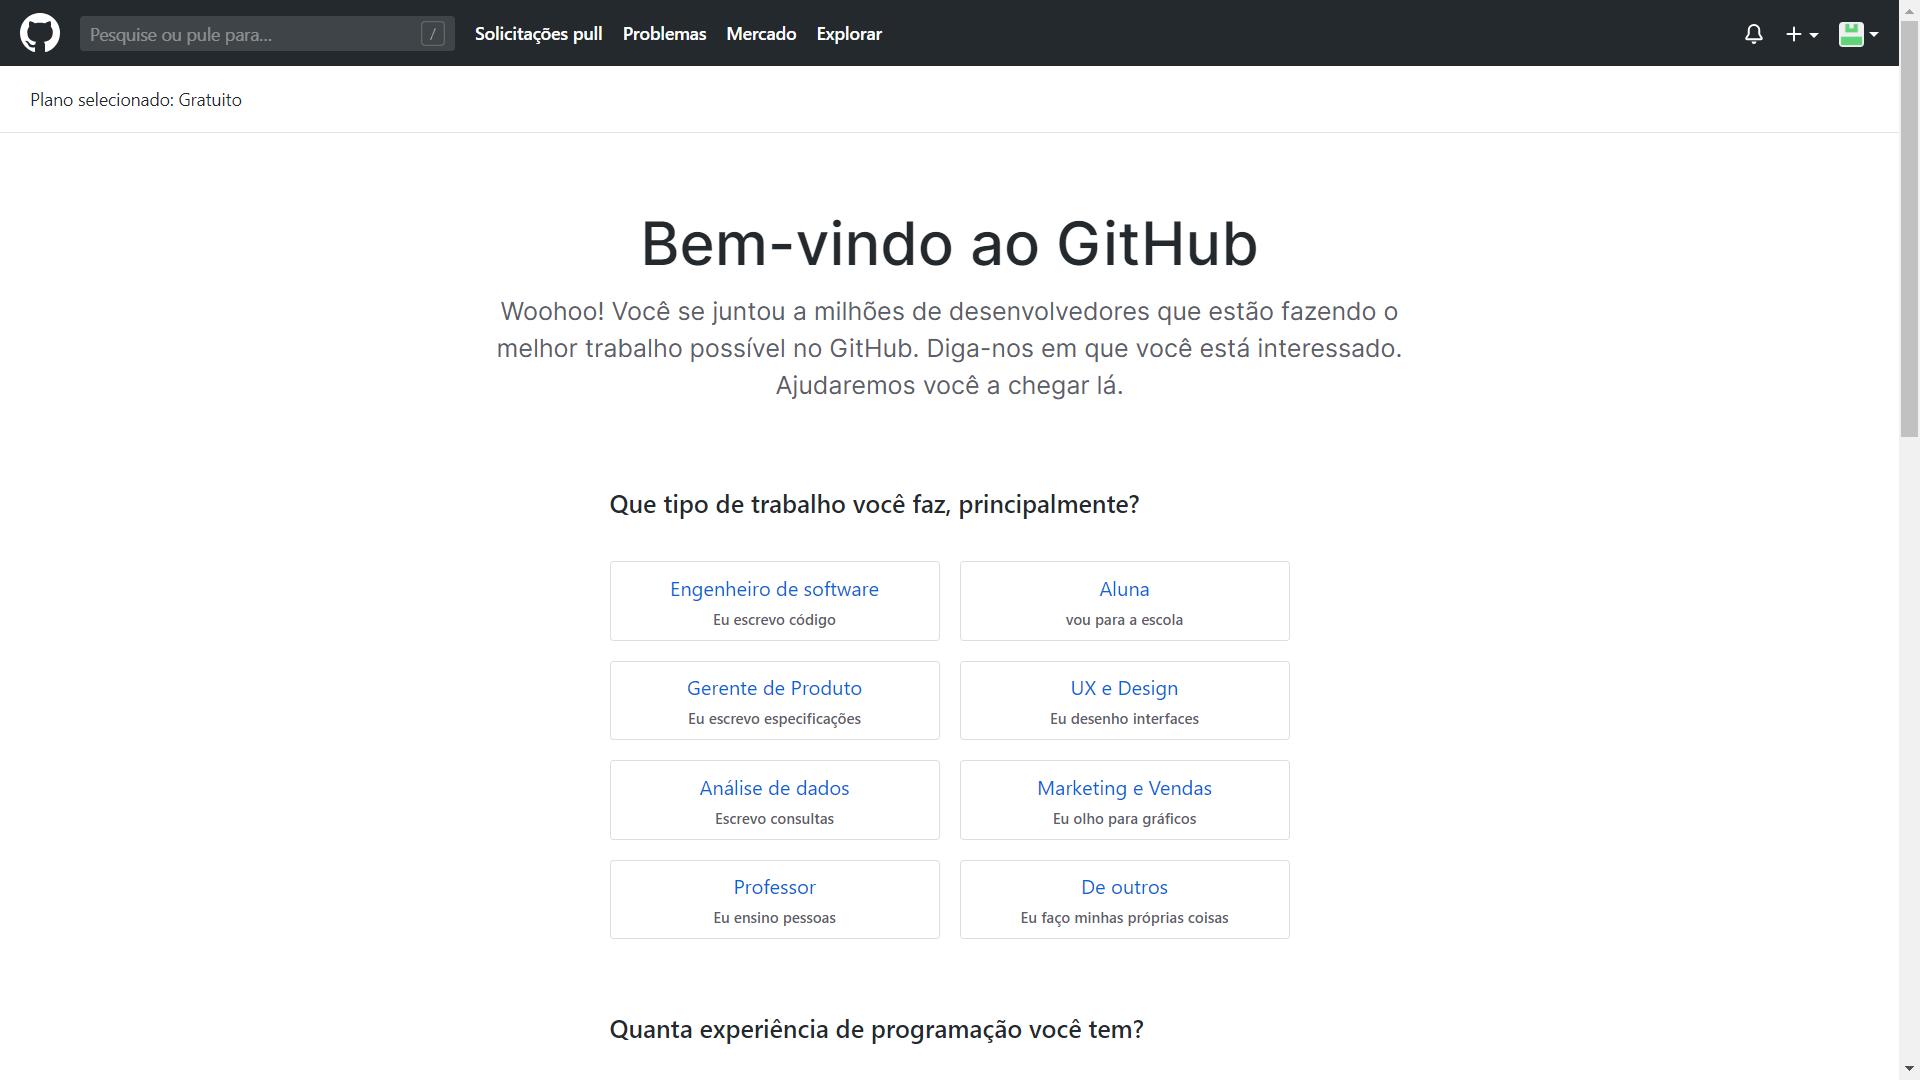 Pesquise ou pule para... /
Solicitações pull Problemas Mercado Explorar
Plano selecionado: Gratuito
Bem-vindo ao GitHub
Woohoo! Você se juntou a milhões de desenvolvedores que estão fazendo o
melhor trabalho possível no GitHub. Diga-nos em que você está interessado.
Ajudaremos você a chegar lá.
Que tipo de trabalho você faz, principalmente?
Engenheiro de software
Eu escrevo código
Aluna
vou para a escola
Gerente de Produto
Eu escrevo especificações
UX e Design
Eu desenho interfaces
Análise de dados
Escrevo consultas
Marketing e Vendas
Eu olho para gráficos
Professor
Eu ensino pessoas
De outros
Eu faço minhas próprias coisas
Quanta experiência de programação você tem?